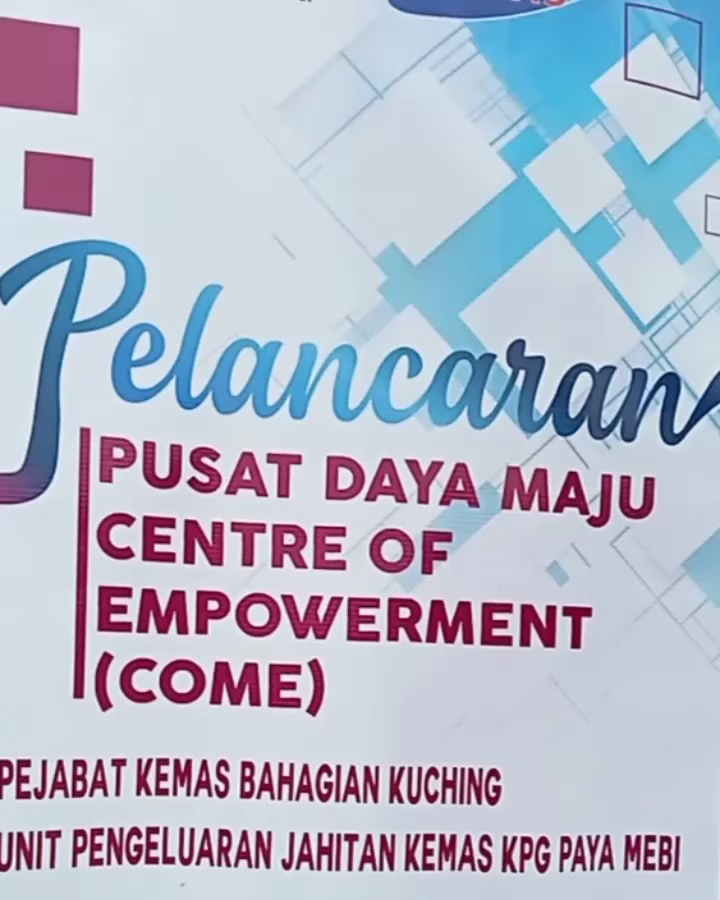 Pelancaran
PUSAT DAYA MAJU
CENTRE OF
EMPOWERMENT
(COME)
PEJABAT KEMAS BAHAGIAN KUCHING
UNIT PENGELUARAN JAHITAN KEMAS KPG PAYA MEBI